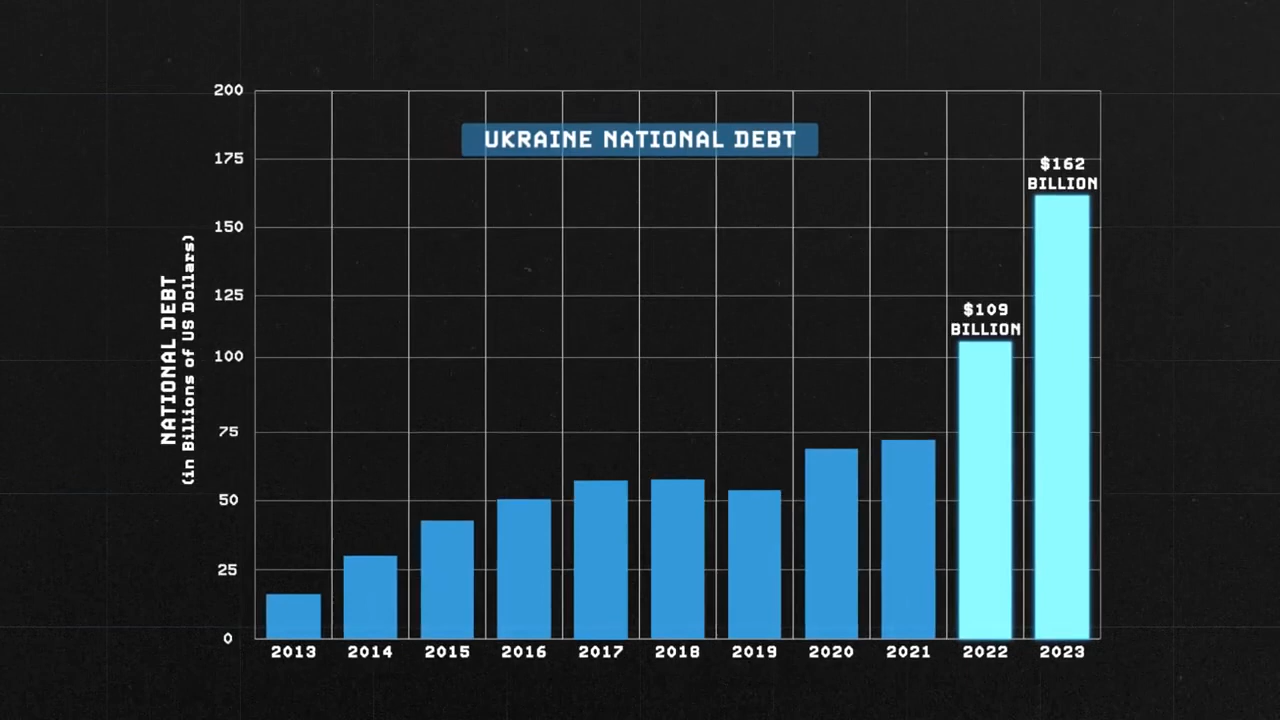 UKRAINE NATIONAL DEBT
NATIONAL DEBT
(in Billions of US Dollars)
200
175
150
125
100
75
50
25
0
$109
BILLION
$162
BILLION
2013 2014 2015 2016 2017 2018 2019 2020 2021 2022 2023